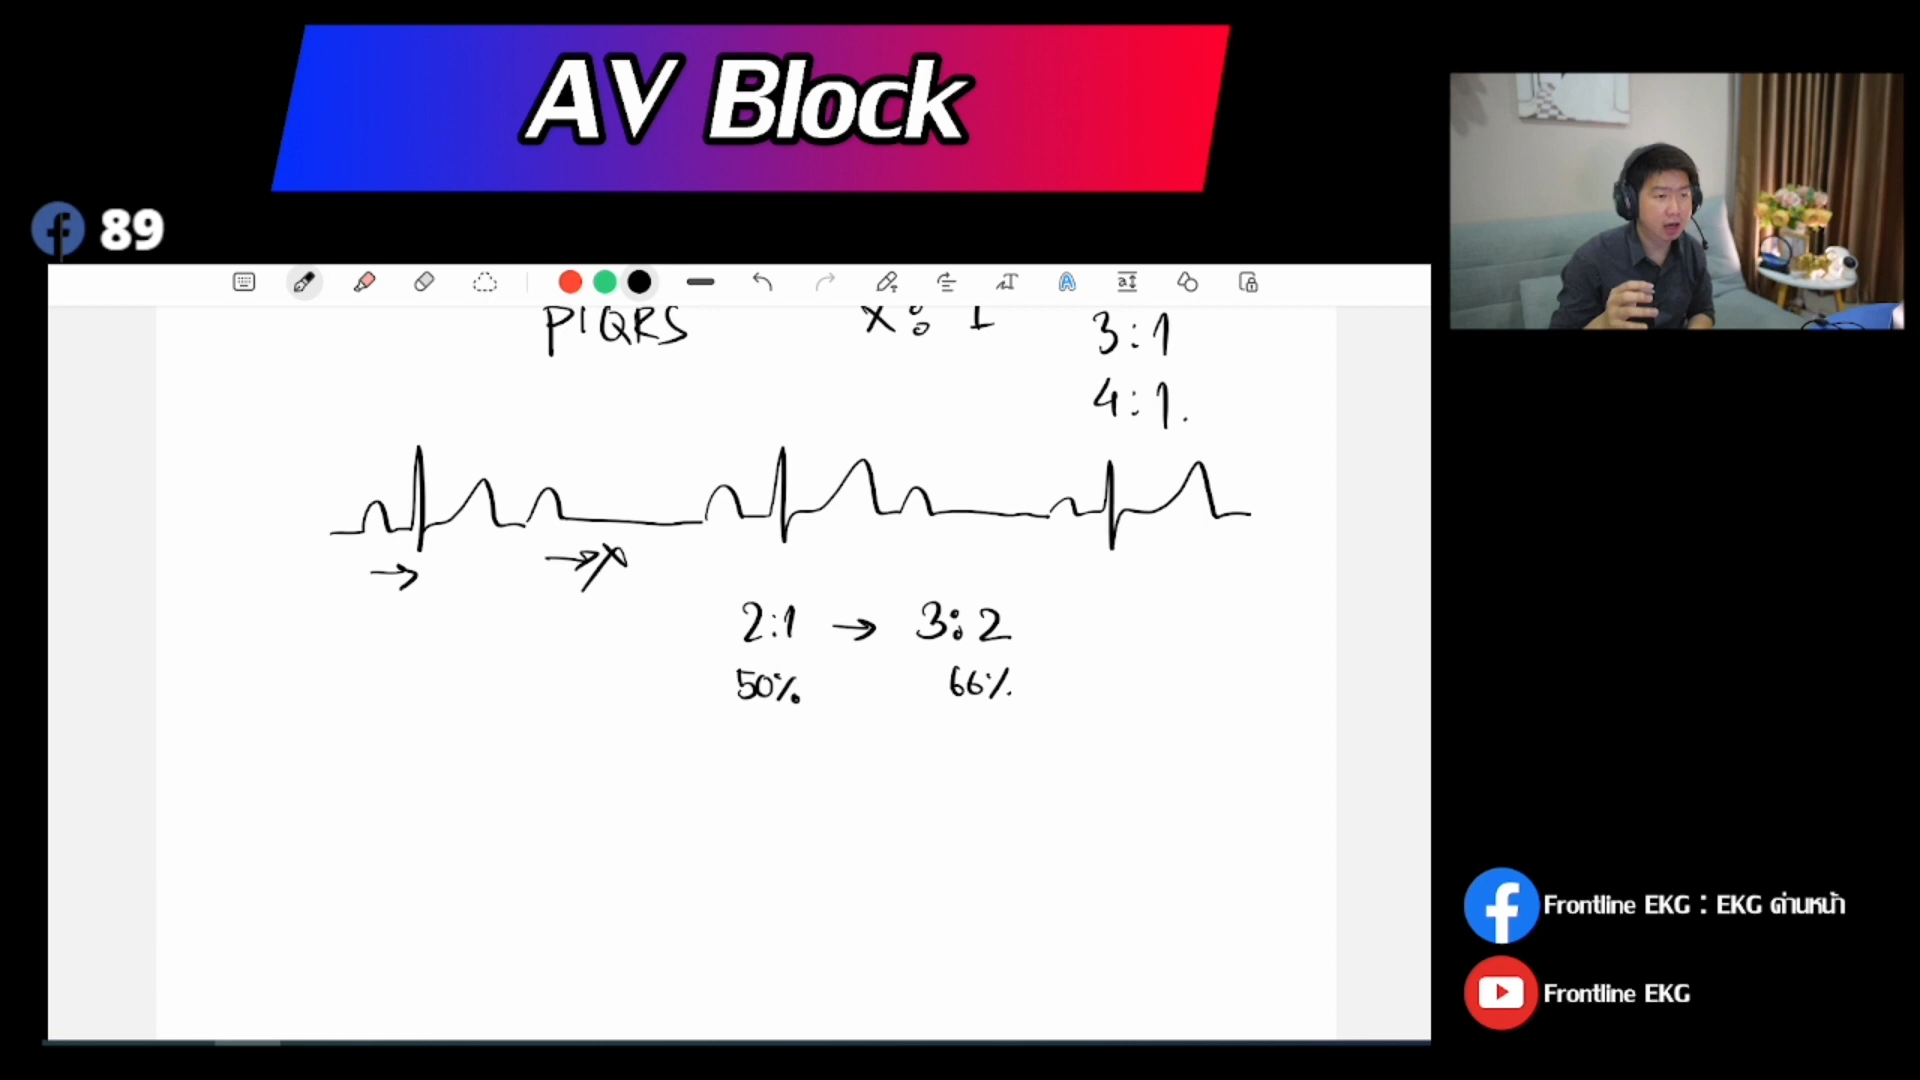 AV Block
89
P:QRS X: 1 3:1
4:1.
2:1 → 3:2
50% 66%
Frontline EKG : EKG ด่านหน้า
Frontline EKG